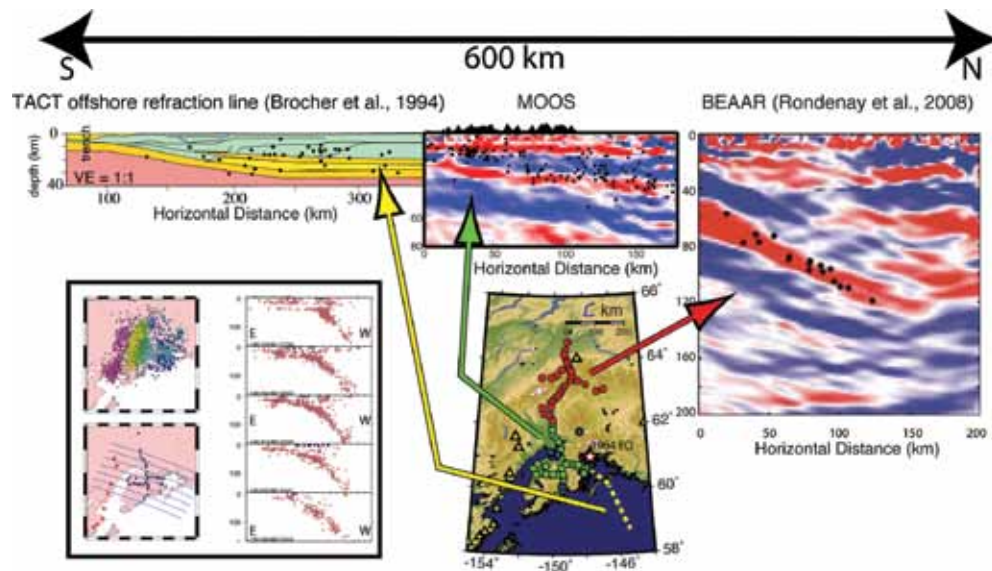 600 km
S
N
TACT offshore refraction line (Brocher et al., 1994)
MOOS
BEAAR (Rondenay et al., 2008)
depth (km)
0
40
trench
VE = 1:1
100
200
300
Horizontal Distance (km)
0
50
100
150
60
80
Horizontal Distance (km)
0
40
80
120
160
200
0
50
100
150
200
Horizontal Distance (km)
E
W
E
W
66˚
64˚
62˚
60˚
58˚
km
1964 EQ
-154˚
-150˚
-146˚